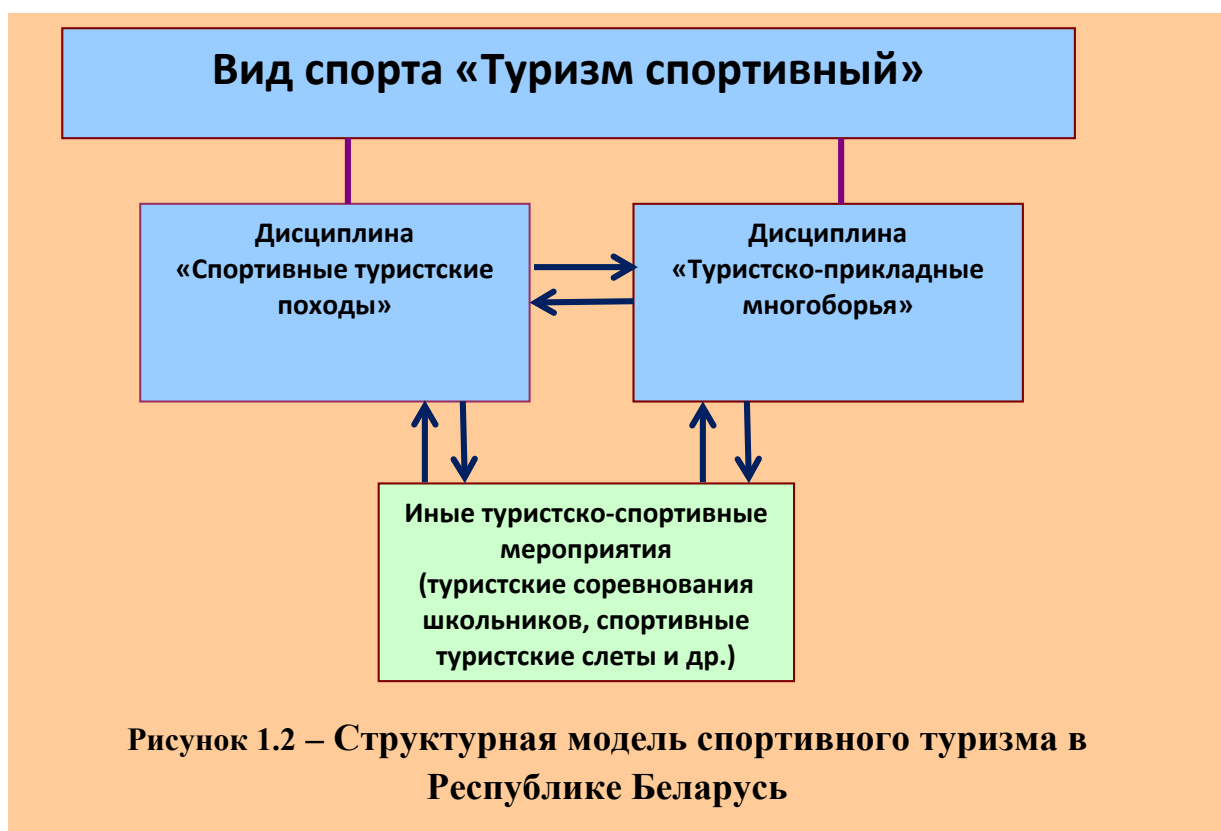 Вид спорта «Туризм спортивный»
Дисциплина
«Спортивные туристские
походы»
Дисциплина
«Туристско-прикладные
многоборья»
Иные туристско-спортивные
мероприятия
(туристские соревнования
школьников, спортивные
туристские слеты и др.)
Рисунок 1.2 – Структурная модель спортивного туризма в
Республике Беларусь